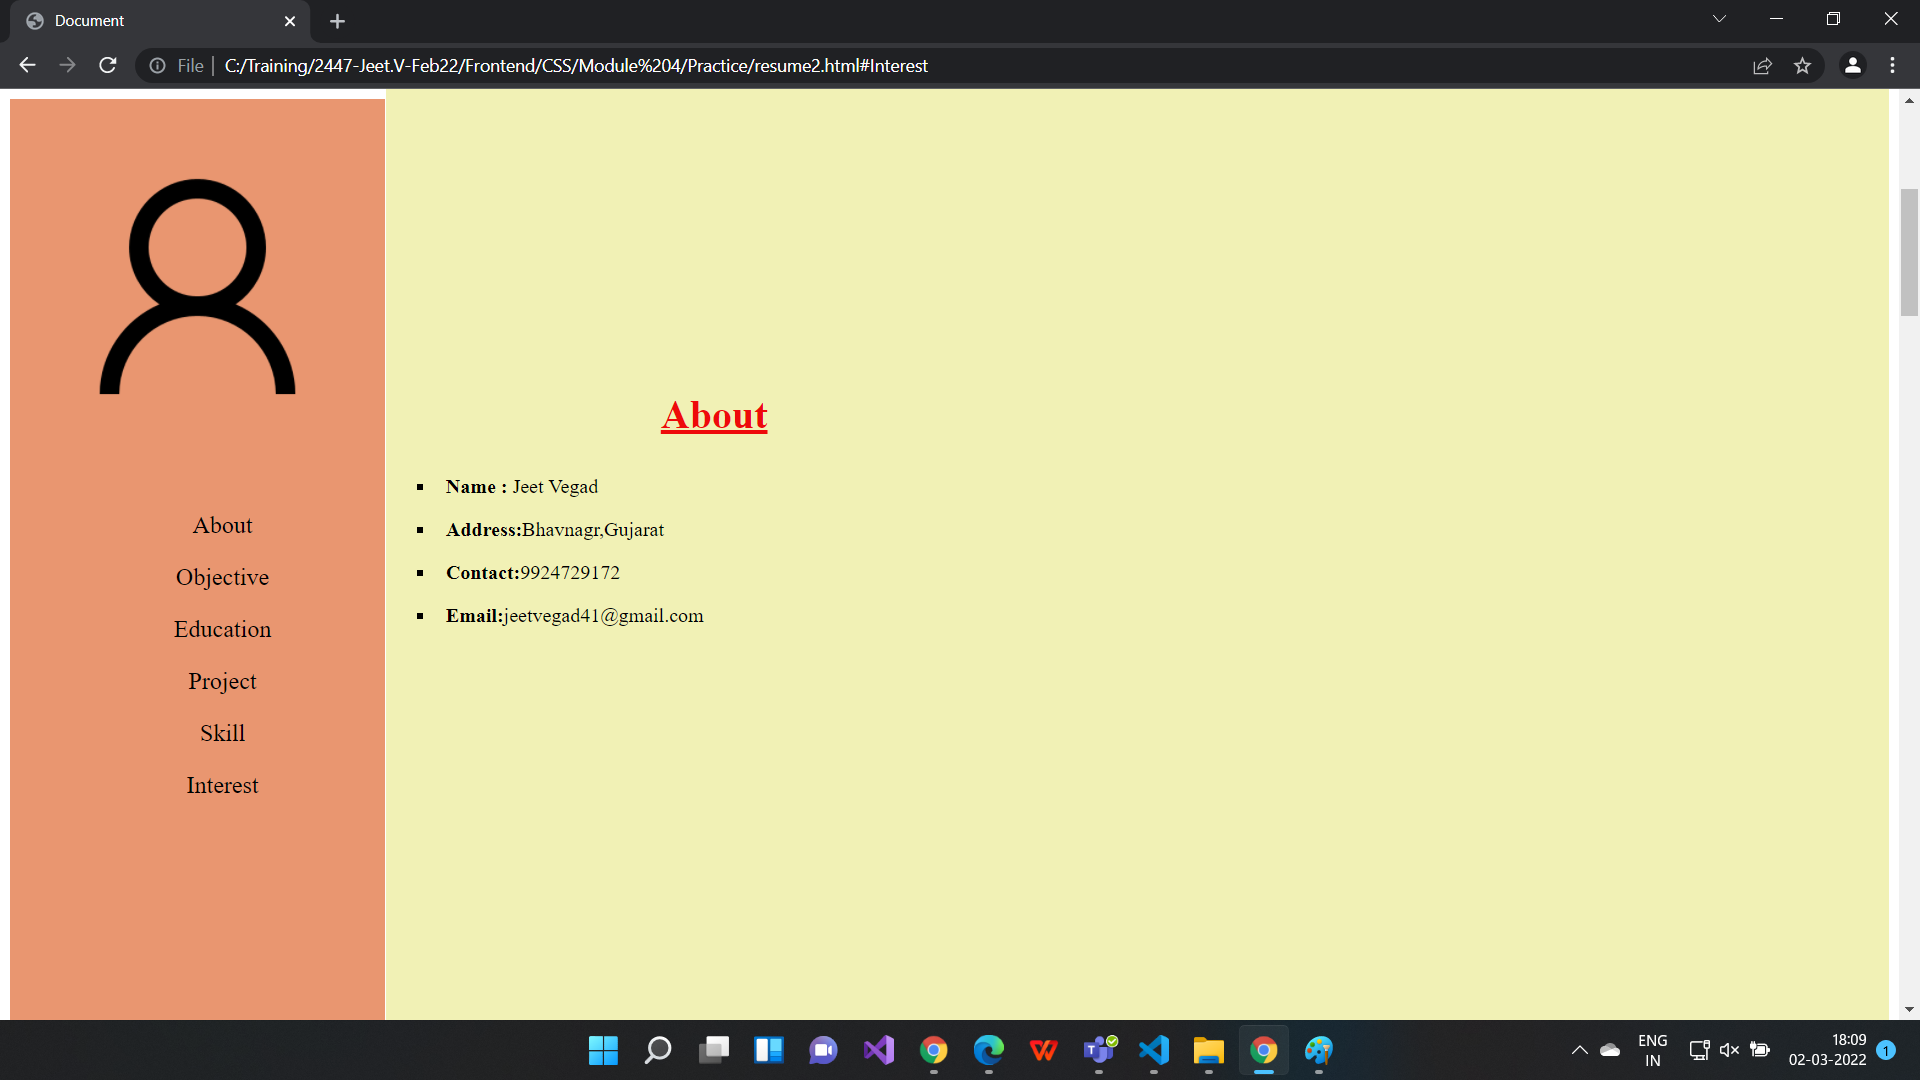 Document
File
C:/Training/2447-Jeet.V-Feb22/Frontend/CSS/Module%204/Practice/resume2.html#Interest
About
Objective
Education
Project
Skill
Interest
About
Name : Jeet Vegad
Address:Bhavnagr,Gujarat
Contact:9924729172
Email:jeetvegad41@gmail.com
ENG
IN
18:09
02-03-2022
1